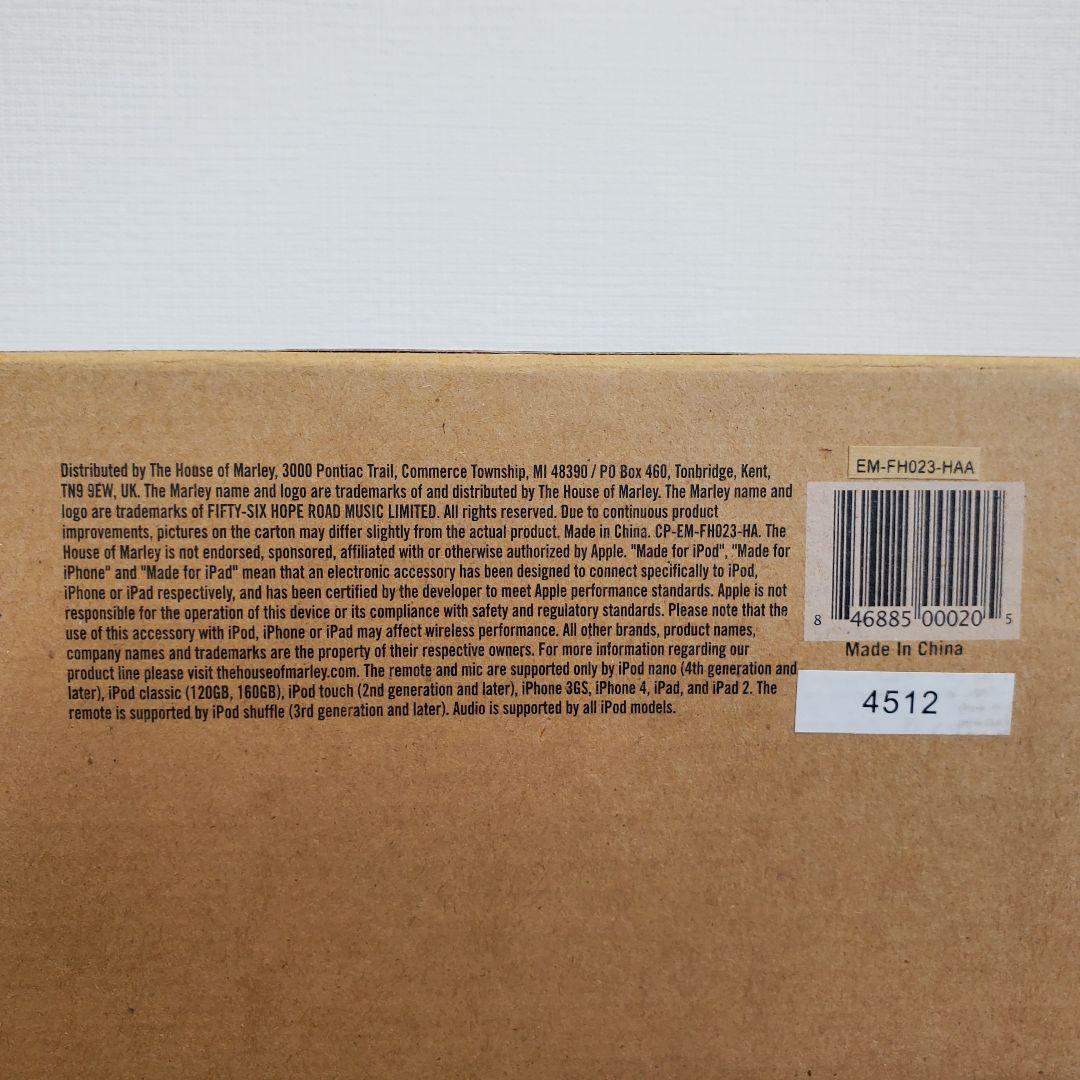 Distributed by The House of Marley, 3000 Pontiac Trail, Commerce Township, MI 48390 / PO Box 460, Tonbridge, Kent,
TN9 9EW, UK. The Marley name and logo are trademarks of and distributed by The House of Marley. The Marley name and
logo are trademarks of FIFTY-SIX HOPE ROAD MUSIC LIMITED. All rights reserved. Due to continuous product
improvements, pictures on the carton may differ slightly from the actual product. Made in China. CP-EM-FH023-HA. The
House of Marley is not endorsed, sponsored, affiliated with or otherwise authorized by Apple. "Made for iPod", "Made for
iPhone" and "Made for iPad" mean that an electronic accessory has been designed to connect specifically to iPod,
iPhone or iPad respectively, and has been certified by the developer to meet Apple performance standards. Apple is not
responsible for the operation of this device or its compliance with safety and regulatory standards. Please note that the
use of this accessory with iPod, iPhone or iPad may affect wireless performance. All other brands, product names,
company names and trademarks are the property of their respective owners. For more information regarding our
product line please visit thehouseofmarley.com. The remote and mic are supported only by iPod nano (4th generation and
later), iPod classic (120GB, 160GB), iPod touch (2nd generation and later), iPhone 3GS, iPhone 4, iPad, and iPad 2. The
remote is supported by iPod shuffle (3rd generation and later). Audio is supported by all iPod models.
EM-FH023-HAA
8 46885 00020 5
Made In China
4512